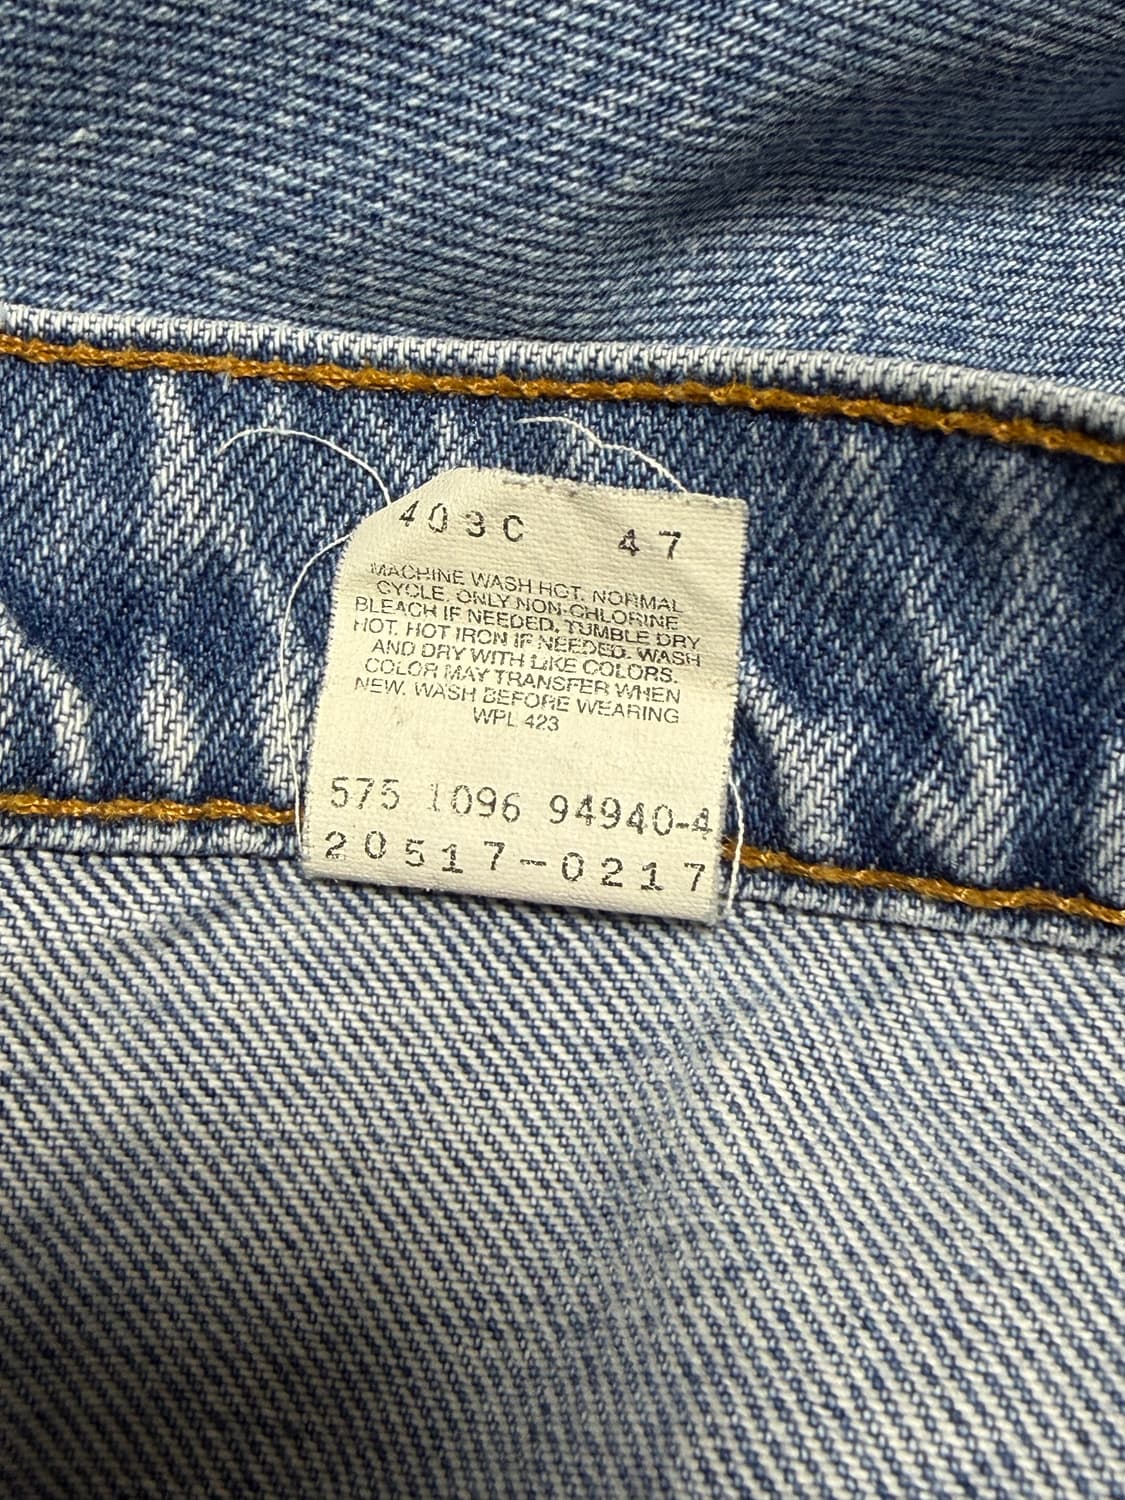 403C 47
MACHINE WASH HOT. NORMAL
CYCLE. ONLY NON-CHLORINE
BLEACH IF NEEDED. TUMBLE DRY
HOT. HOT IRON IF NEEDED. WASH
AND DRY WITH LIKE COLORS.
COLOR MAY TRANSFER WHEN
NEW. WASH BEFORE WEARING
WPL 423
575 1096 94940-4
20517-0217